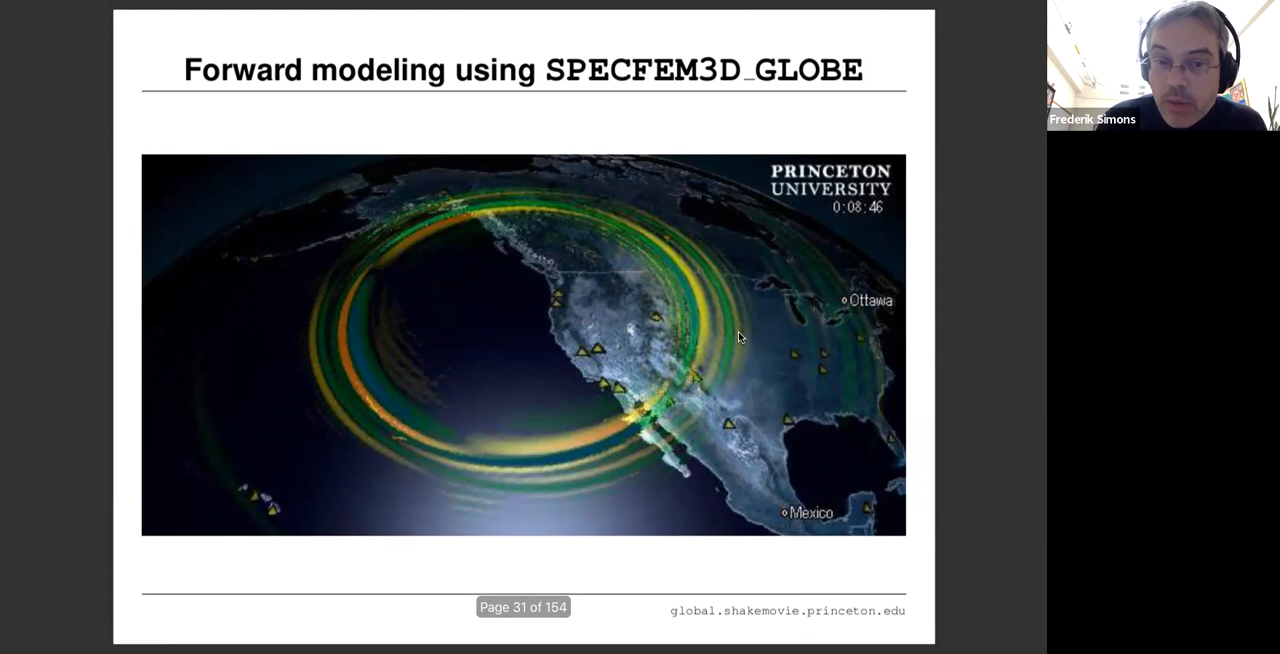 Forward modeling using SPECFEM3D_GLOBE
PRINCETON
UNIVERSITY
0:08:46
Ottawa
Mexico
Page 31 of 154
global.shakemovie.princeton.edu
Frederik Simons